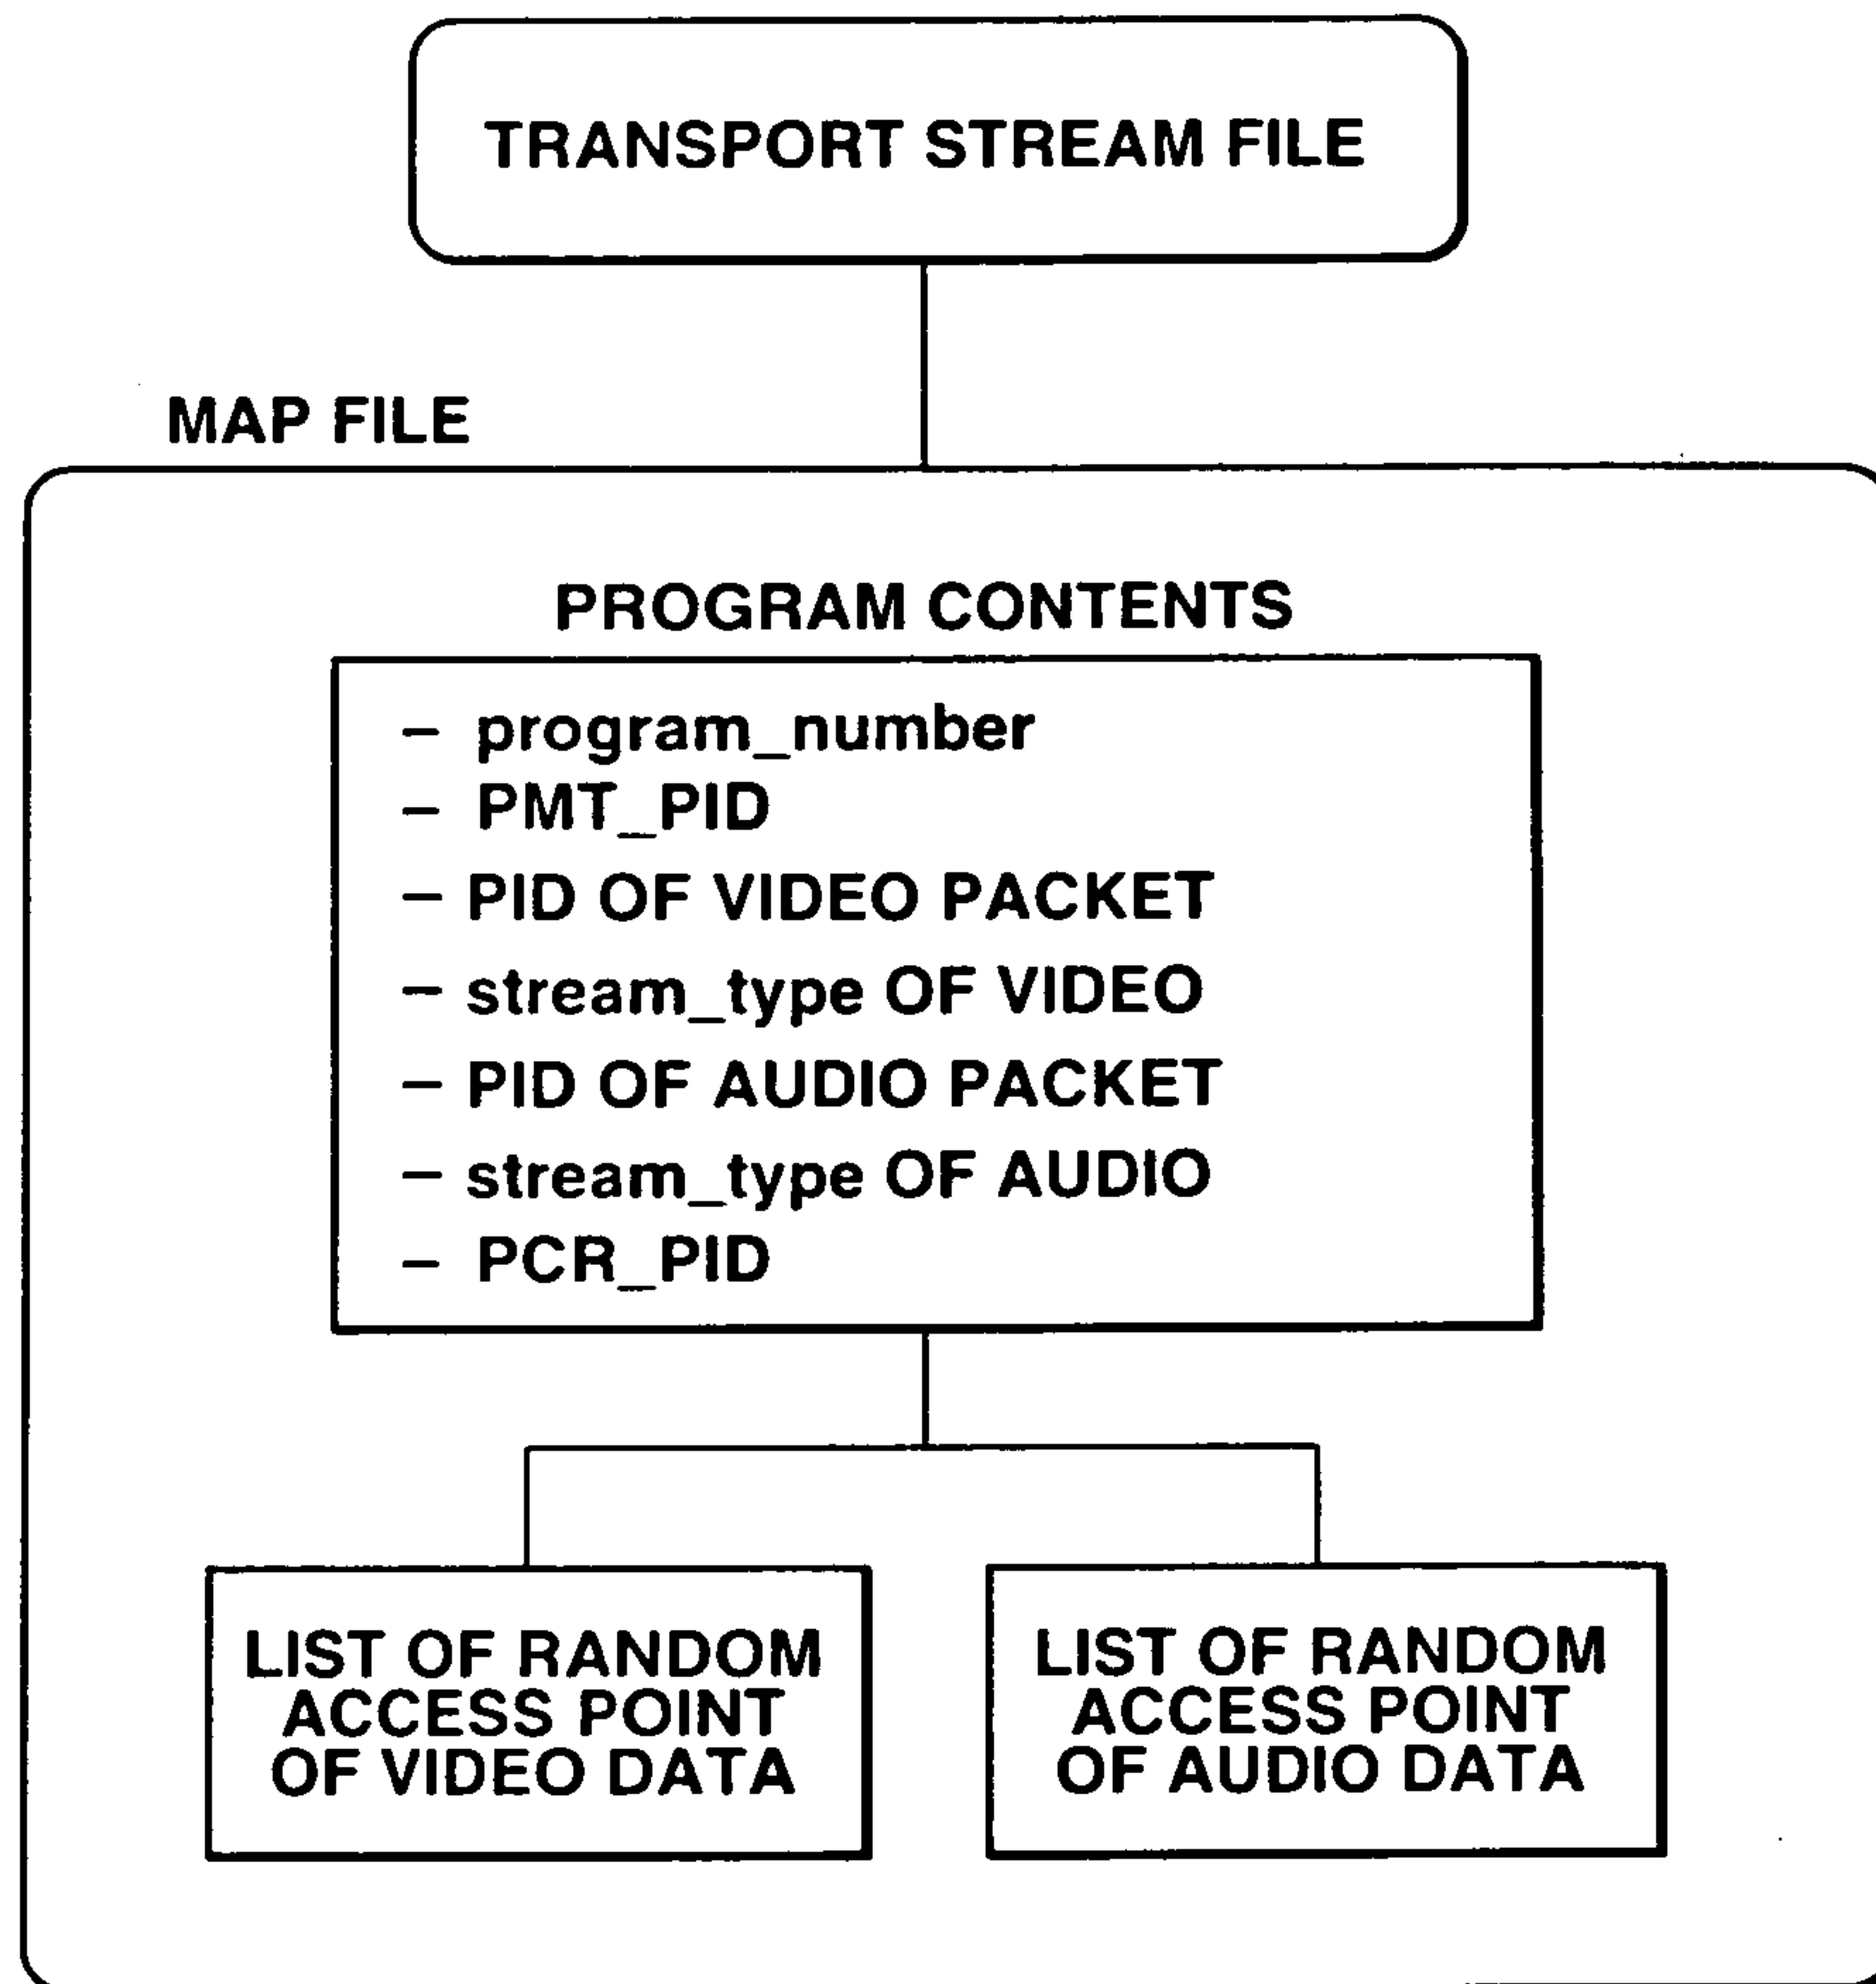 TRANSPORT STREAM FILE
MAP FILE
PROGRAM CONTENTS
– program_number
– PMT_PID
– PID OF VIDEO PACKET
– stream_type OF VIDEO
– PID OF AUDIO PACKET
– stream_type OF AUDIO
– PCR_PID
LIST OF RANDOM
ACCESS POINT
OF VIDEO DATA
LIST OF RANDOM
ACCESS POINT
OF AUDIO DATA